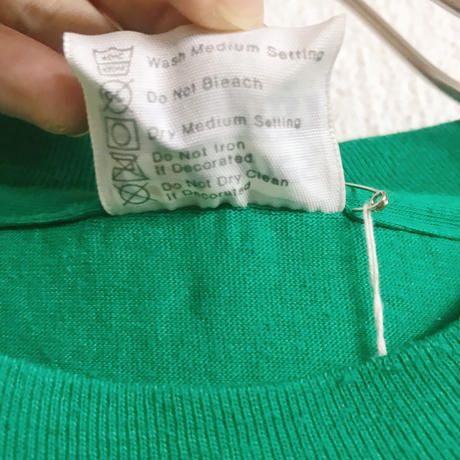 Wash Medium Setting
Do Not Bleach
Dry Medium Setting
Do Not Iron
If Decorated
Do Not Dry Clean
If Decorated